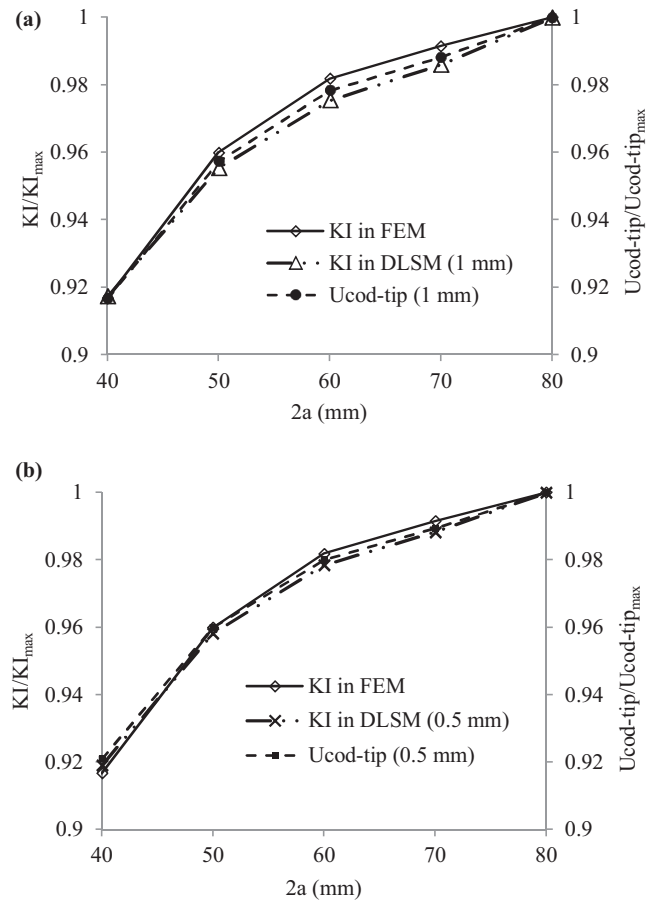 (a)
1
0.98
0.96
0.94
0.92
0.9
KI/KImax
1
0.98
0.96
0.94
0.92
0.9
Ucod-tip/Ucod-tipmax
KI in FEM
KI in DLSM (1 mm)
Ucod-tip (1 mm)
40 50 60 70 80
2a (mm)
(b)
1
0.98
0.96
0.94
0.92
0.9
KI/KImax
1
0.98
0.96
0.94
0.92
0.9
Ucod-tip/Ucod-tipmax
KI in FEM
KI in DLSM (0.5 mm)
Ucod-tip (0.5 mm)
40 50 60 70 80
2a (mm)